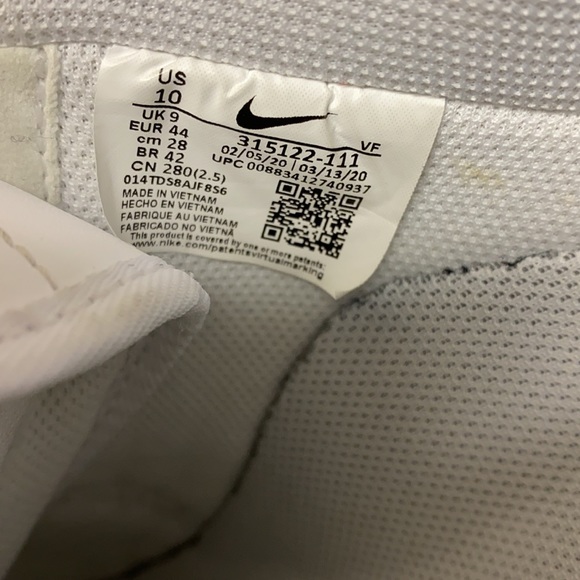 US
10
UK 9
EUR 44
cm 28
BR 42
CN 280(2.5)
VF
315122-111
02/05/20 | 03/13/20
UPC 00883412740937
014TDS8AJF8S6
MADE IN VIETNAM
HECHO EN VIETNAM
FABRIQUE AU VIETNAM
FABRICADO NO VIETNÃ
This product is covered by one or more patents:
www.nike.com/patentsvirtualmarking